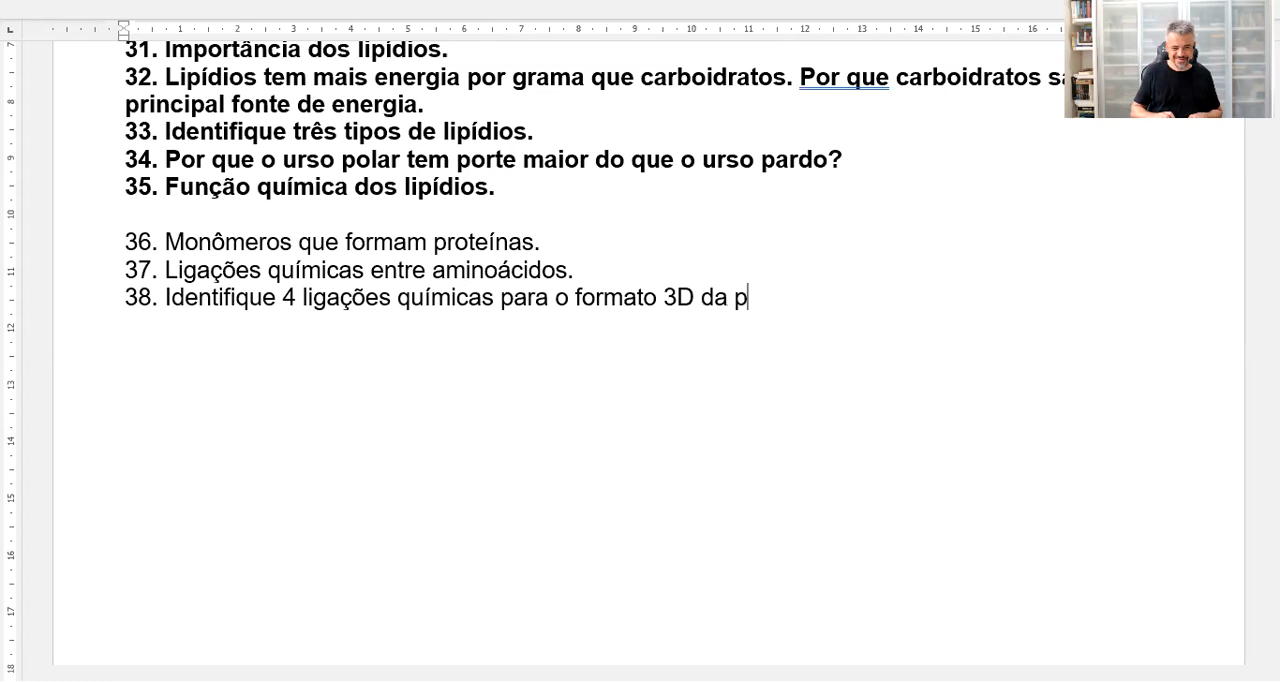 31. Importância dos lipídios.
32. Lipídios tem mais energia por grama que carboidratos. Por que carboidratos
principal fonte de energia.
33. Identifique três tipos de lipídios.
34. Por que o urso polar tem porte maior do que o urso pardo?
35. Função química dos lipídios.
36. Monômeros que formam proteínas.
37. Ligações químicas entre aminoácidos.
38. Identifique 4 ligações químicas para o formato 3D da p